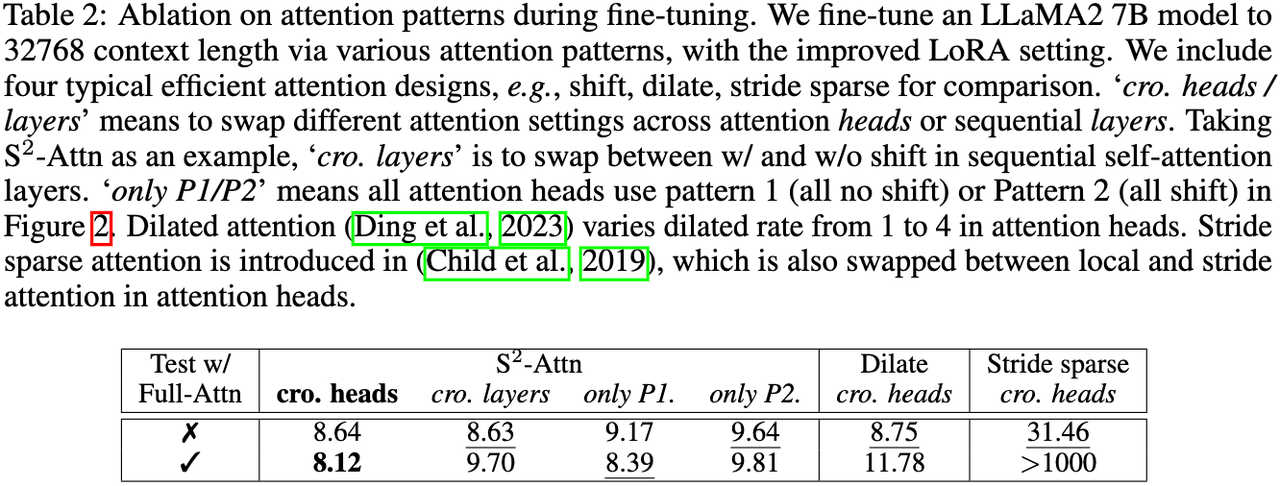 Table 2: Ablation on attention patterns during fine-tuning. We fine-tune an LLaMA2 7B model to
32768 context length via various attention patterns, with the improved LoRA setting. We include
four typical efficient attention designs, e.g., shift, dilate, stride sparse for comparison. ‘cro. heads /
layers’ means to swap different attention settings across attention heads or sequential layers. Taking
S²-Attn as an example, ‘cro. layers’ is to swap between w/ and w/o shift in sequential self-attention
layers. ‘only P1/P2’ means all attention heads use pattern 1 (all no shift) or Pattern 2 (all shift) in
Figure 2. Dilated attention (Ding et al., 2023) varies dilated rate from 1 to 4 in attention heads. Stride
sparse attention is introduced in (Child et al., 2019), which is also swapped between local and stride
attention in attention heads.
Test w/ S²-Attn Dilate Stride sparse
Full-Attn cro. heads cro. layers only P1. only P2. cro. heads cro. heads
✗ 8.64 8.63 9.17 9.64 8.75 31.46
✓ 8.12 9.70 8.39 9.81 11.78 >1000